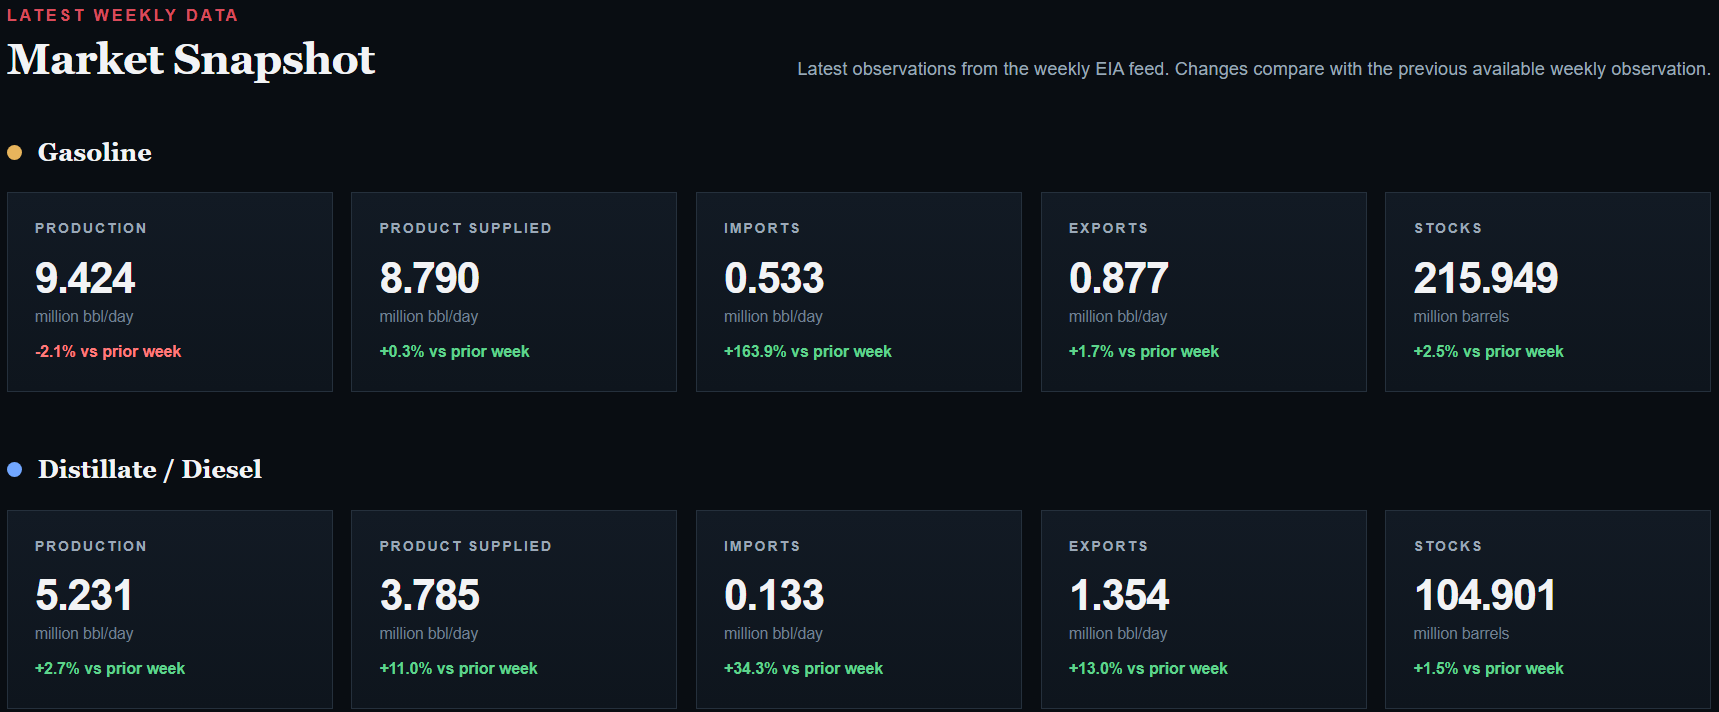 LATEST WEEKLY DATA
Market Snapshot
Latest observations from the weekly EIA feed. Changes compare with the previous available weekly observation.
Gasoline
PRODUCTION
9.424
million bbl/day
-2.1% vs prior week
PRODUCT SUPPLIED
8.790
million bbl/day
+0.3% vs prior week
IMPORTS
0.533
million bbl/day
+163.9% vs prior week
EXPORTS
0.877
million bbl/day
+1.7% vs prior week
STOCKS
215.949
million barrels
+2.5% vs prior week
Distillate / Diesel
PRODUCTION
5.231
million bbl/day
+2.7% vs prior week
PRODUCT SUPPLIED
3.785
million bbl/day
+11.0% vs prior week
IMPORTS
0.133
million bbl/day
+34.3% vs prior week
EXPORTS
1.354
million bbl/day
+13.0% vs prior week
STOCKS
104.901
million barrels
+1.5% vs prior week